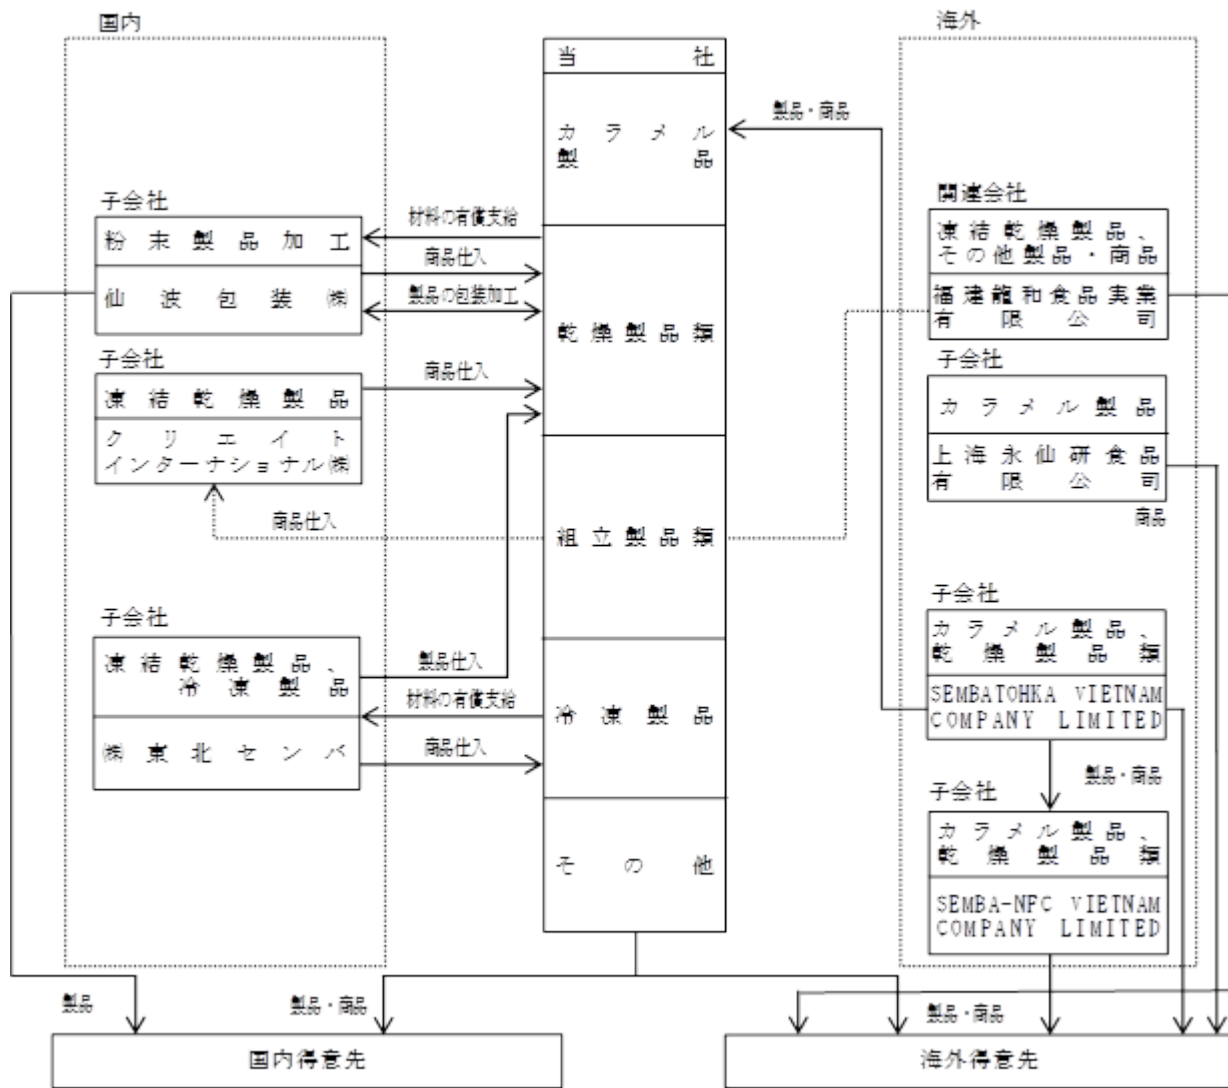 国内
海外
当社
カラメル
製品
製品・商品
子会社
関連会社
粉末製品加工
材料の有償支給
凍結乾燥製品、
その他製品・商品
商品仕入
仙波包装㈱
製品の包装加工
福建龍和食品実業
有限公司
乾燥製品類
子会社
子会社
凍結乾燥製品
商品仕入
カラメル製品
クリエイト
インターナショナル㈱
上海永仙研食品
有限公司
商品
商品仕入
組立製品類
子会社
子会社
カラメル製品、
乾燥製品類
凍結乾燥製品、
冷凍製品
製品仕入
SEMBATOHKA VIETNAM
COMPANY LIMITED
材料の有償支給
冷凍製品
㈱東北センバ
商品仕入
製品・商品
子会社
カラメル製品、
乾燥製品類
その他
SEMBA-NFC VIETNAM
COMPANY LIMITED
製品
製品・商品
製品・商品
国内得意先
海外得意先